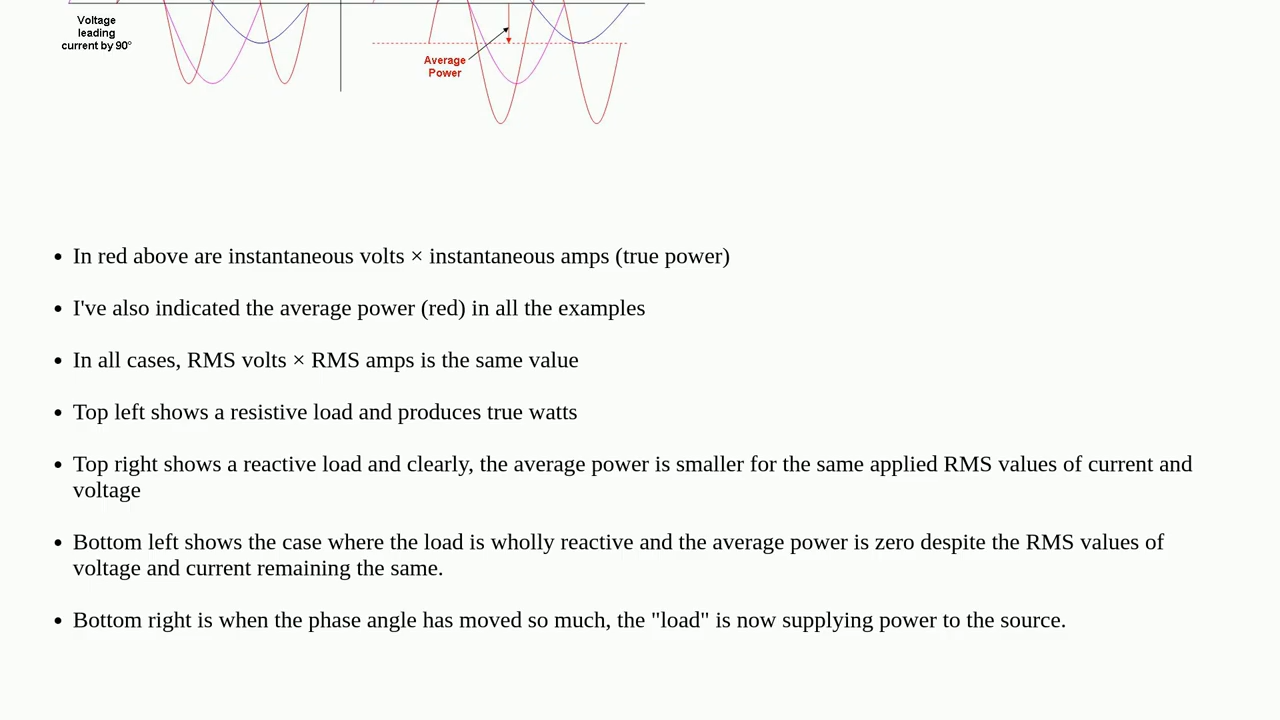 Voltage
leading
current by 90°
Average
Power
• In red above are instantaneous volts × instantaneous amps (true power)
• I've also indicated the average power (red) in all the examples
• In all cases, RMS volts × RMS amps is the same value
• Top left shows a resistive load and produces true watts
• Top right shows a reactive load and clearly, the average power is smaller for the same applied RMS values of current and
voltage
• Bottom left shows the case where the load is wholly reactive and the average power is zero despite the RMS values of
voltage and current remaining the same.
• Bottom right is when the phase angle has moved so much, the "load" is now supplying power to the source.